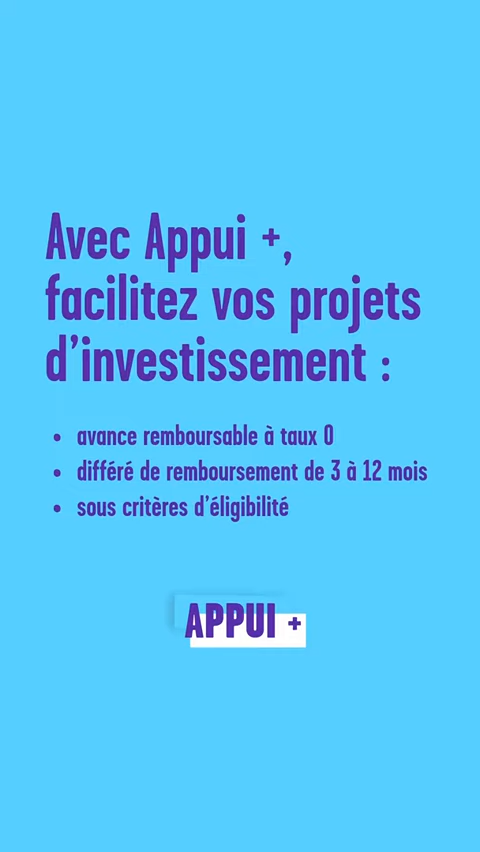 Avec Appui +,
facilitez vos projets
d’investissement :
• avance remboursable à taux 0
• différé de remboursement de 3 à 12 mois
• sous critères d’éligibilité
APPUI +